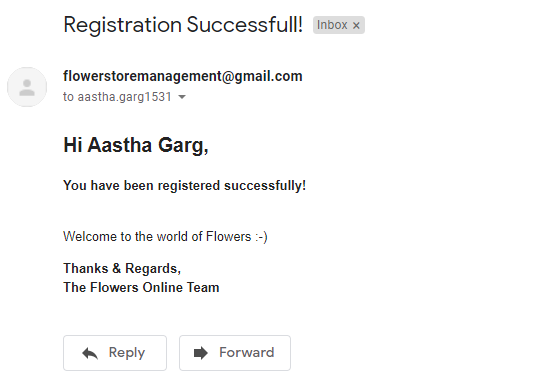 Registration Successfull!  Inbox x
flowerstoremanagement@gmail.com
to aastha.garg1531
Hi Aastha Garg,
You have been registered successfully!
Welcome to the world of Flowers :-)
Thanks & Regards,
The Flowers Online Team
Reply  Forward